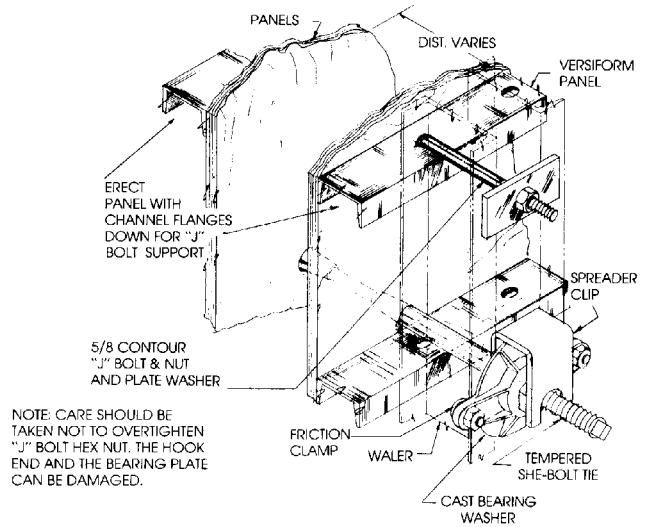 PANELS
DIST. VARIES
VERSIFORM
PANEL
ERECT
PANEL WITH
CHANNEL FLANGES
DOWN FOR "J"
BOLT SUPPORT
SPREADER
CLIP
5/8 CONTOUR
"J" BOLT & NUT
AND PLATE WASHER
NOTE: CARE SHOULD BE
TAKEN NOT TO OVERTIGHTEN
"J" BOLT HEX NUT. THE HOOK
END AND THE BEARING PLATE
CAN BE DAMAGED.
FRICTION
CLAMP
WALER
TEMPERED
SHE-BOLT TIE
CAST BEARING
WASHER